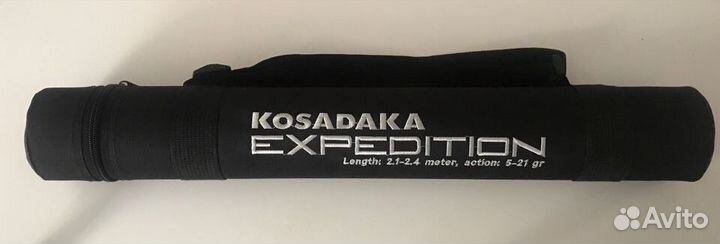 KOSADAKA
EXPEDITION
Length: 2.1-2.4 meter, action: 5-21 gr
Avito